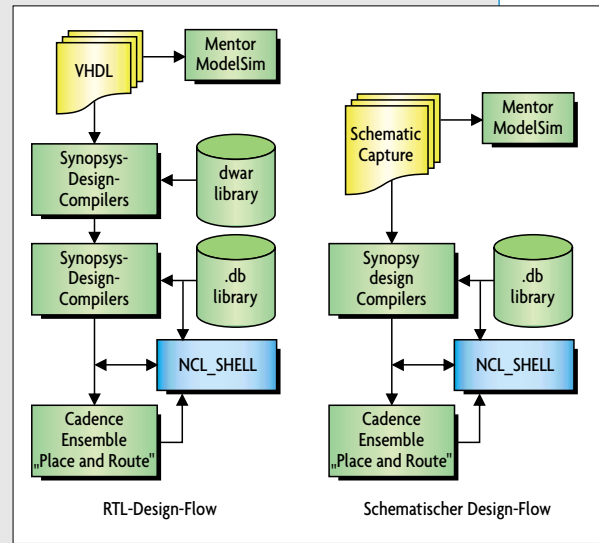 VHDL
Mentor
ModelSim
Synopsys-
Design-
Compilers
dwar
library
Synopsys-
Design-
Compilers
.db
library
NCL_SHELL
Cadence
Ensemble
„Place and Route"
RTL-Design-Flow
Schematic
Capture
Mentor
ModelSim
Synopsy
design
Compilers
.db
library
NCL_SHELL
Cadence
Ensemble
„Place and Route"
Schematischer Design-Flow